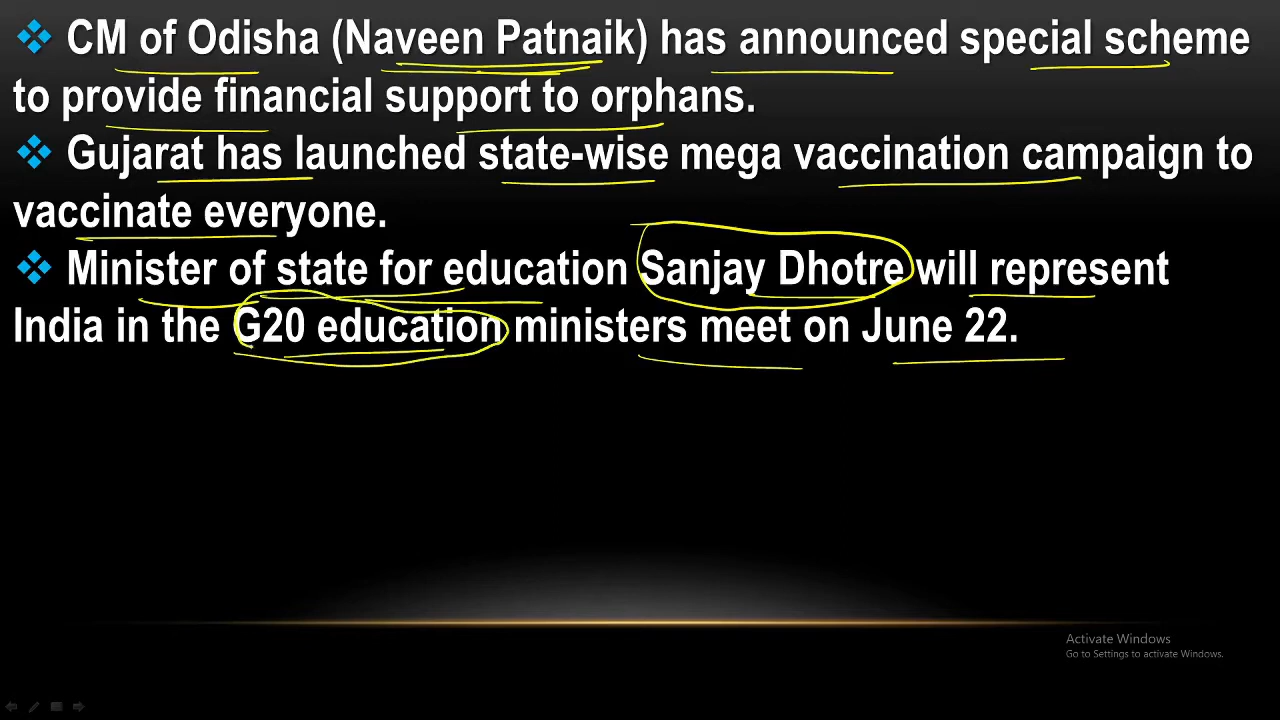 CM of Odisha (Naveen Patnaik) has announced special scheme
to provide financial support to orphans.
Gujarat has launched state-wise mega vaccination campaign to
vaccinate everyone.
Minister of state for education Sanjay Dhotre will represent
India in the G20 education ministers meet on June 22.
Activate Windows
Go to Settings to activate Windows.